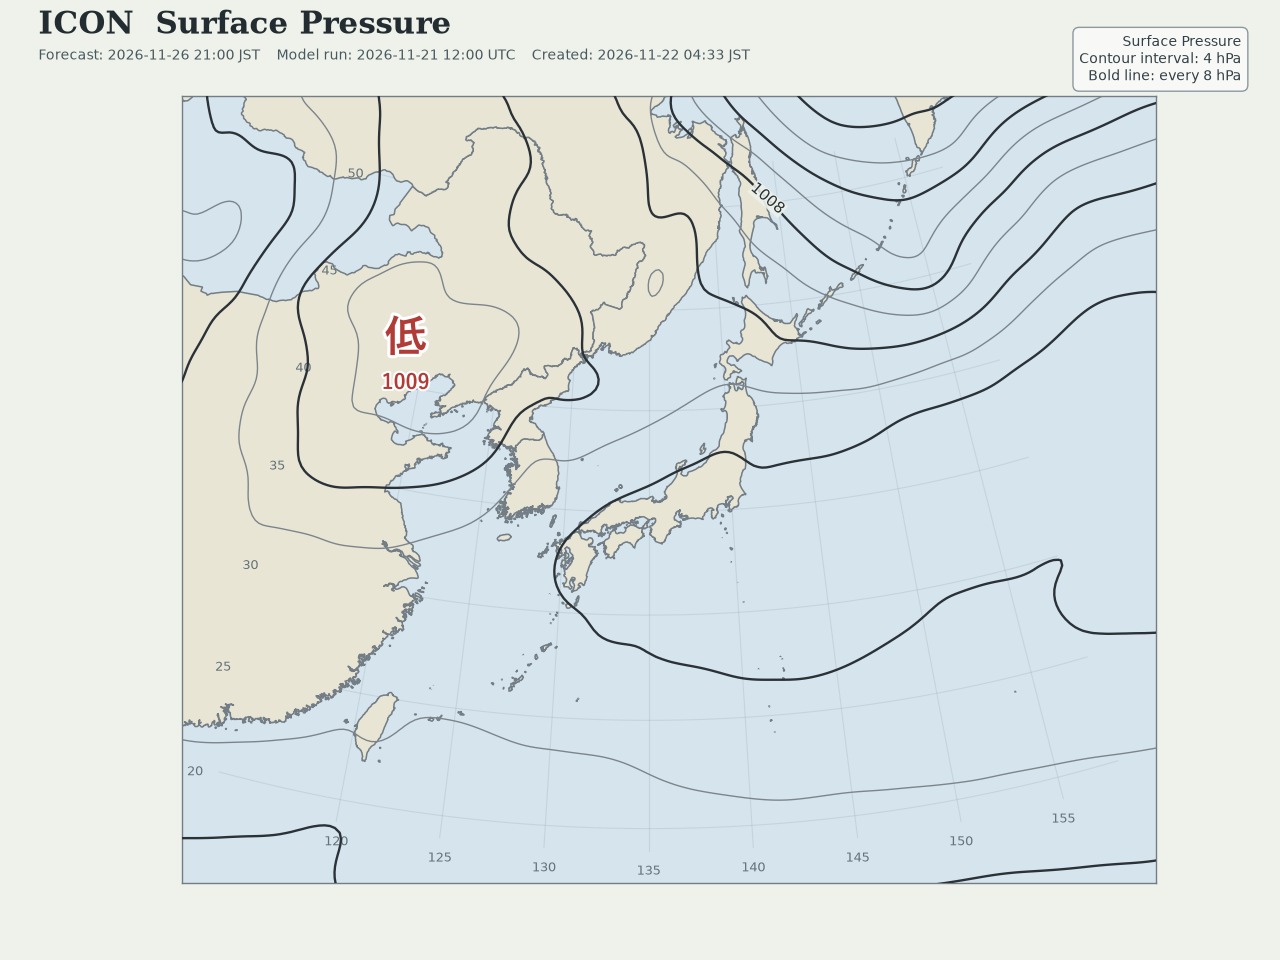 ICON  Surface Pressure
Forecast: 2026-11-26 21:00 JST    Model run: 2026-11-21 12:00 UTC    Created: 2026-11-22 04:33 JST
Surface Pressure
Contour interval: 4 hPa
Bold line: every 8 hPa
50
1008
45
低
40
1009
35
30
25
20
120
125
130
135
140
145
150
155